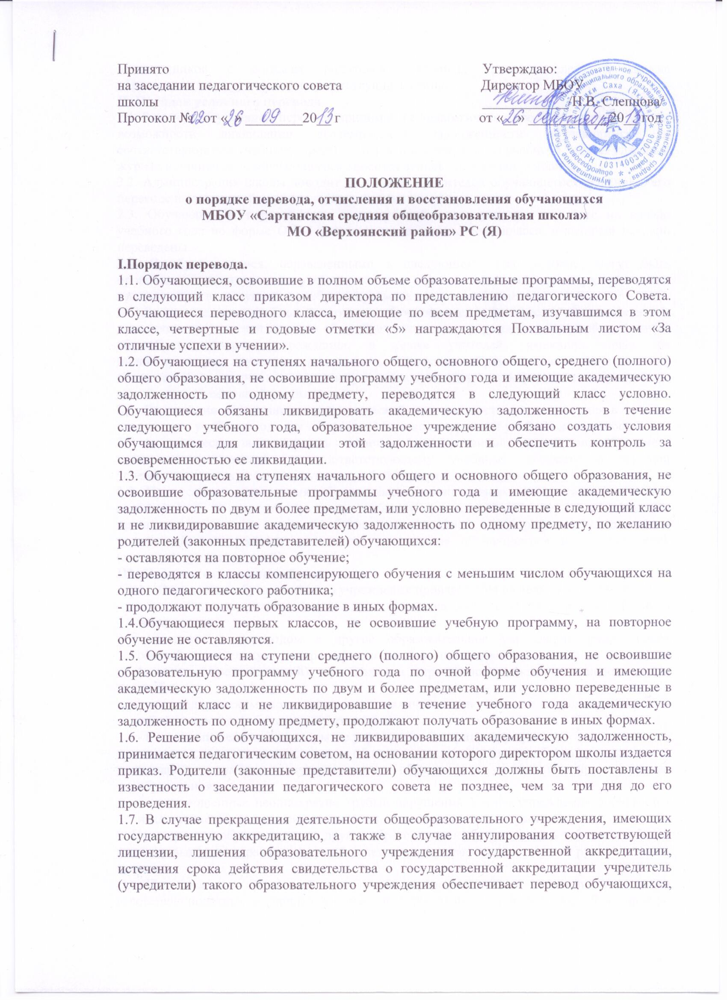 Принято Утверждаю:
на заседании педагогического совета Директор МБОУ
школы /Н.В. Слепцова/
Протокол №02от «26» 09 2013 г от «26» сентября 2013 год
муниципальное бюджетное общеобразовательное учреждение "Сартанская средняя
общеобразовательная школа" муниципального образования "Верхоянский район"
Республики Саха (Якутия) * ОГРН 1031400387006 *
ПОЛОЖЕНИЕ
о порядке перевода, отчисления и восстановления обучающихся
МБОУ «Сартанская средняя общеобразовательная школа»
МО «Верхоянский район» РС (Я)
I.Порядок перевода.
1.1. Обучающиеся, освоившие в полном объеме образовательные программы, переводятся
в следующий класс приказом директора по представлению педагогического Совета.
Обучающиеся переводного класса, имеющие по всем предметам, изучавшимся в этом
классе, четвертные и годовые отметки «5» награждаются Похвальным листом «За
отличные успехи в учении».
1.2. Обучающиеся на ступенях начального общего, основного общего, среднего (полного)
общего образования, не освоившие программу учебного года и имеющие академическую
задолженность по одному предмету, переводятся в следующий класс условно.
Обучающиеся обязаны ликвидировать академическую задолженность в течение
следующего учебного года, образовательное учреждение обязано создать условия
обучающимся для ликвидации этой задолженности и обеспечить контроль за
своевременностью ее ликвидации.
1.3. Обучающиеся на ступенях начального общего и основного общего образования, не
освоившие образовательные программы учебного года и имеющие академическую
задолженность по двум и более предметам, или условно переведенные в следующий класс
и не ликвидировавшие академическую задолженность по одному предмету, по желанию
родителей (законных представителей) обучающихся:
- оставляются на повторное обучение;
- переводятся в классы компенсирующего обучения с меньшим числом обучающихся на
одного педагогического работника;
- продолжают получать образование в иных формах.
1.4.Обучающиеся первых классов, не освоившие учебную программу, на повторное
обучение не оставляются.
1.5. Обучающиеся на ступени среднего (полного) общего образования, не освоившие
образовательную программу учебного года по очной форме обучения и имеющие
академическую задолженность по двум и более предметам, или условно переведенные в
следующий класс и не ликвидировавшие в течение учебного года академическую
задолженность по одному предмету, продолжают получать образование в иных формах.
1.6. Решение об обучающихся, не ликвидировавших академическую задолженность,
принимается педагогическим советом, на основании которого директором школы издается
приказ. Родители (законные представители) обучающихся должны быть поставлены в
известность о заседании педагогического совета не позднее, чем за три дня до его
проведения.
1.7. В случае прекращения деятельности общеобразовательного учреждения, имеющих
государственную аккредитацию, а также в случае аннулирования соответствующей
лицензии, лишения образовательного учреждения государственной аккредитации,
истечения срока действия свидетельства о государственной аккредитации учредитель
(учредители) такого образовательного учреждения обеспечивает перевод обучающихся,